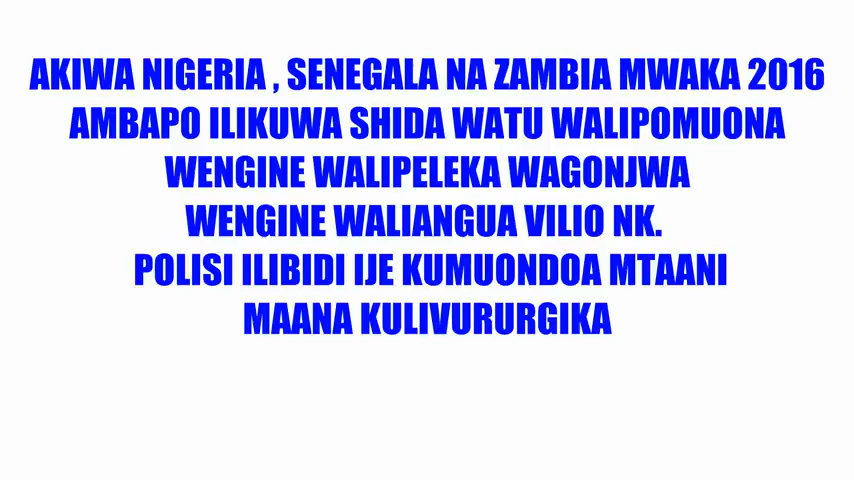 AKIWA NIGERIA , SENEGALA NA ZAMBIA MWAKA 2016
AMBAPO ILIKUWA SHIDA WATU WALIPOMUONA
WENGINE WALIPELEKA WAGONJWA
WENGINE WALIANGUA VILIO NK.
POLISI ILIBIDI IJE KUMUONDOA MTAANI
MAANA KULIVURURGIKA